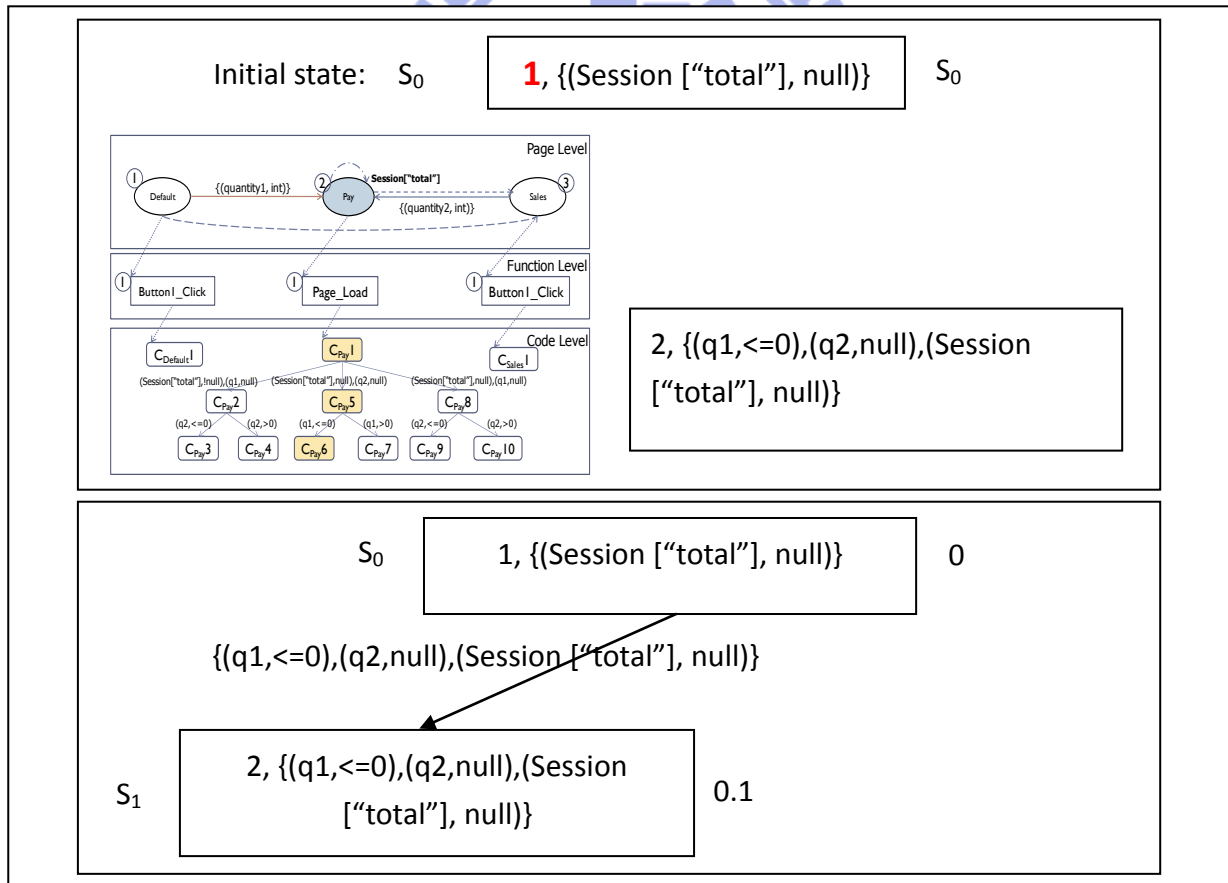 Initial state: S0 1, {(Session [“total”], null)} S0
Page Level
1 Default {(quantity1, int)} 2 Pay Session["total"] {(quantity2, int)} Sales 3
Function Level
1 Button1_Click 1 Page_Load 1 Button1_Click
Code Level
CDefault1 CPay1 CSales1
(Session["total"],!null),(q1,null) (Session["total"],null),(q2,null) (Session["total"],null),(q1,null)
CPay2 CPay5 CPay8
(q2,<=0) (q2,>0) (q1,<=0) (q1,>0) (q2,<=0) (q2,>0)
CPay3 CPay4 CPay6 CPay7 CPay9 CPay10
2, {(q1,<=0),(q2,null),(Session
[“total”], null)}
S0 1, {(Session [“total”], null)} 0
{(q1,<=0),(q2,null),(Session [“total”], null)}
S1 2, {(q1,<=0),(q2,null),(Session
[“total”], null)} 0.1